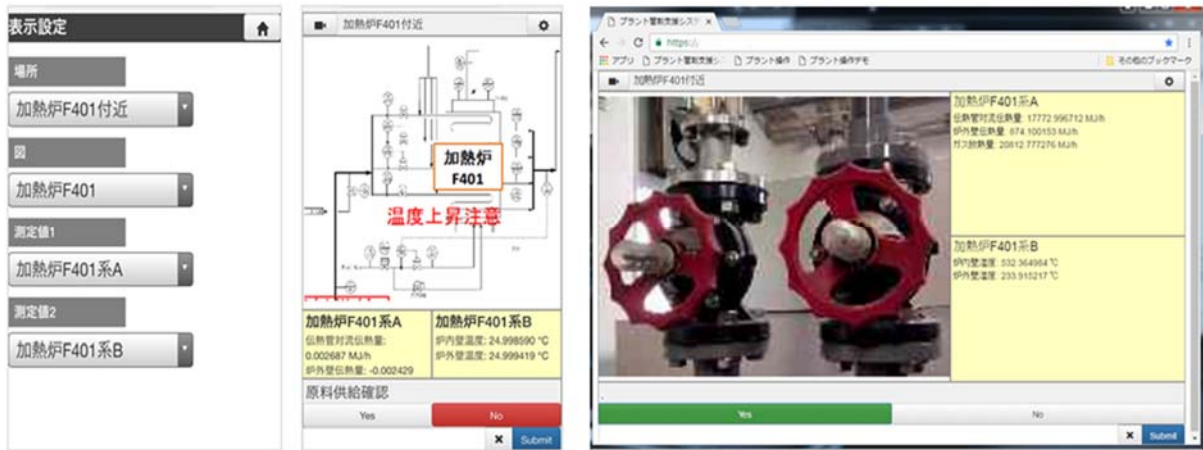 表示設定
場所
加熱炉F401付近
図
加熱炉F401
測定値1
加熱炉F401系A
測定値2
加熱炉F401系B
加熱炉F401付近
加熱炉
F401
温度上昇注意
加熱炉F401系A
伝熱管対流伝熱量:
0.002687 MJ/h
炉外壁伝熱量: -0.002429
加熱炉F401系B
炉内壁温度: 24.998590 °C
炉外壁温度: 24.999419 °C
原料供給確認
Yes
No
Submit
プラント管制支援システ
https://
アプリ
プラント管制支援シ
プラント操作
プラント操作デモ
その他のブックマーク
加熱炉F401付近
加熱炉F401系A
伝熱管対流伝熱量: 17772.996712 MJ/h
炉外壁伝熱量: 874.100153 MJ/h
ガス放熱量: 20812.777276 MJ/h
加熱炉F401系B
炉内壁温度: 532.364984 °C
炉外壁温度: 233.915217 °C
Yes
No
Submit